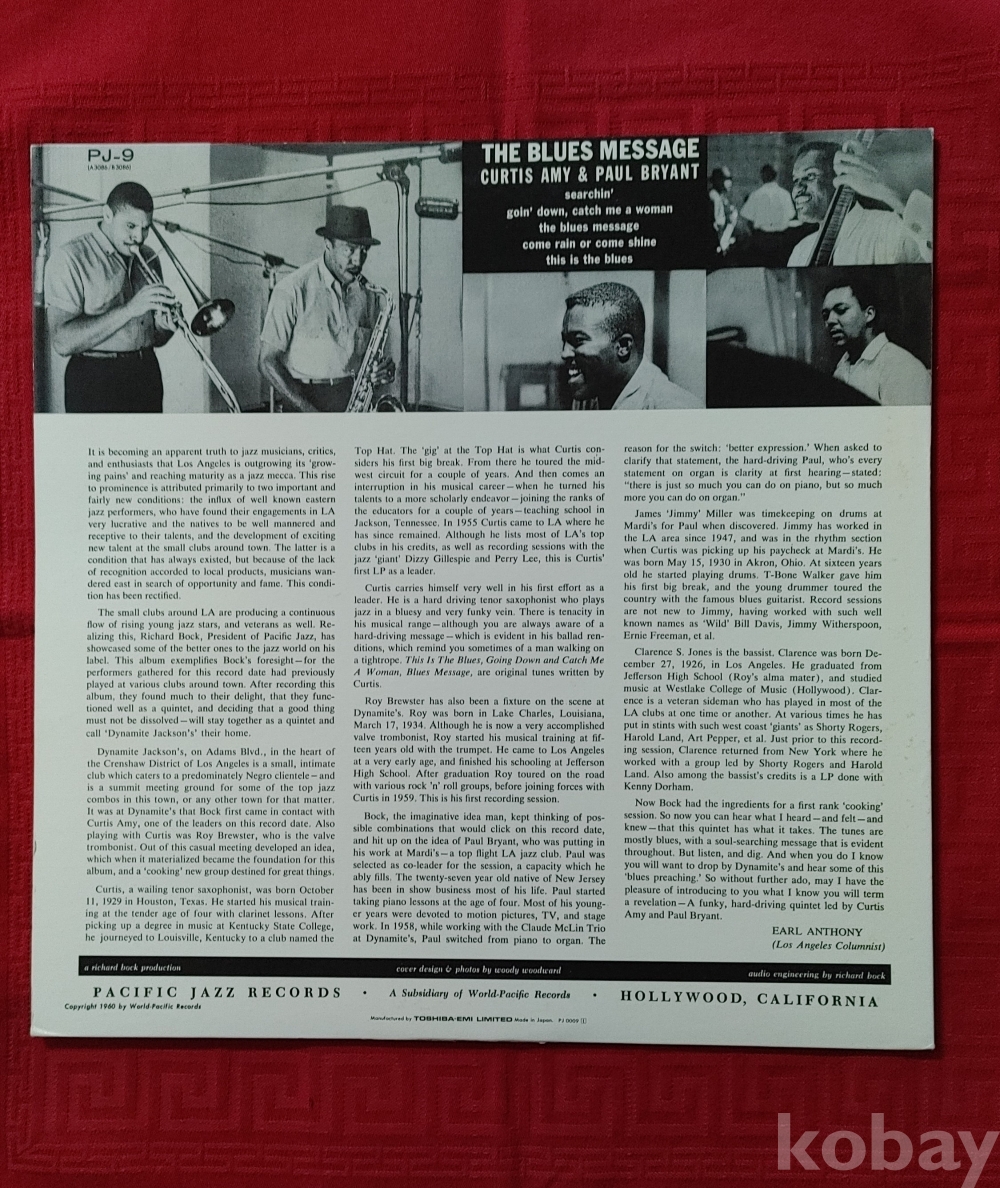 PJ-9
(A 3086/B 3086)
THE BLUES MESSAGE
CURTIS AMY & PAUL BRYANT
searchin'
goin' down, catch me a woman
the blues message
come rain or come shine
this is the blues
It is becoming an apparent truth to jazz musicians, critics,
and enthusiasts that Los Angeles is outgrowing its 'grow-
ing pains' and reaching maturity as a jazz mecca. This rise
to prominence is attributed primarily to two important and
fairly new conditions: the influx of well known eastern
jazz performers, who have found their engagements in LA
very lucrative and the natives to be well mannered and
receptive to their talents, and the development of exciting
new talent at the small clubs around town. The latter is a
condition that has always existed, but because of the lack
of recognition accorded to local products, musicians wan-
dered east in search of opportunity and fame. This condi-
tion has been rectified.
The small clubs around LA are producing a continuous
flow of rising young jazz stars, and veterans as well. Re-
alizing this, Richard Bock, President of Pacific Jazz, has
showcased some of the better ones to the jazz world on his
label. This album exemplifies Bock's foresight—for the
performers gathered for this record date had previously
played at various clubs around town. After recording this
album, they found much to their delight, that they func-
tioned well as a quintet, and deciding that a good thing
must not be dissolved—will stay together as a quintet and
call 'Dynamite Jackson's' their home.
Dynamite Jackson's, on Adams Blvd., in the heart of
the Crenshaw District of Los Angeles is a small, intimate
club which caters to a predominately Negro clientele—and
is a summit meeting ground for some of the top jazz
combos in this town, or any other town for that matter.
It was at Dynamite's that Bock first came in contact with
Curtis Amy, one of the leaders on this record date. Also
playing with Curtis was Roy Brewster, who is the valve
trombonist. Out of this casual meeting developed an idea,
which when it materialized became the foundation for this
album, and a 'cooking' new group destined for great things.
Curtis, a wailing tenor saxophonist, was born October
11, 1929 in Houston, Texas. He started his musical train-
ing at the tender age of four with clarinet lessons. After
picking up a degree in music at Kentucky State College,
he journeyed to Louisville, Kentucky to a club named the
Top Hat. The 'gig' at the Top Hat is what Curtis con-
siders his first big break. From there he toured the mid-
west circuit for a couple of years. And then comes an
interruption in his musical career—when he turned his
talents to a more scholarly endeavor—joining the ranks of
the educators for a couple of years—teaching school in
Jackson, Tennessee. In 1955 Curtis came to LA where he
has since remained. Although he lists most of LA's top
clubs in his credits, as well as recording sessions with the
jazz 'giant' Dizzy Gillespie and Perry Lee, this is Curtis'
first LP as a leader.
Curtis carries himself very well in his first effort as a
leader. He is a hard driving tenor saxophonist who plays
jazz in a bluesy and very funky vein. There is tenacity in
his musical range—although you are always aware of a
hard-driving message—which is evident in his ballad ren-
ditions, which remind you sometimes of a man walking on
a tightrope. This Is The Blues, Going Down and Catch Me
A Woman, Blues Message, are original tunes written by
Curtis.
Roy Brewster has also been a fixture on the scene at
Dynamite's. Roy was born in Lake Charles, Louisiana,
March 17, 1934. Although he is now a very accomplished
valve trombonist, Roy started his musical training at fif-
teen years old with the trumpet. He came to Los Angeles
at a very early age, and finished his schooling at Jefferson
High School. After graduation Roy toured on the road
with various rock 'n' roll groups, before joining forces with
Curtis in 1959. This is his first recording session.
Bock, the imaginative idea man, kept thinking of pos-
sible combinations that would click on this record date,
and hit up on the idea of Paul Bryant, who was putting in
his work at Mardi's—a top flight LA jazz club. Paul was
selected as co-leader for the session, a capacity which he
ably fills. The twenty-seven year old native of New Jersey
has been in show business most of his life. Paul started
taking piano lessons at the age of four. Most of his young-
er years were devoted to motion pictures, TV, and stage
work. In 1958, while working with the Claude McLin Trio
at Dynamite's, Paul switched from piano to organ. The
reason for the switch: 'better expression.' When asked to
clarify that statement, the hard-driving Paul, who's every
statement on organ is clarity at first hearing—stated:
"there is just so much you can do on piano, but so much
more you can do on organ."
James 'Jimmy' Miller was timekeeping on drums at
Mardi's for Paul when discovered. Jimmy has worked in
the LA area since 1947, and was in the rhythm section
when Curtis was picking up his paycheck at Mardi's. He
was born May 15, 1930 in Akron, Ohio. At sixteen years
old he started playing drums. T-Bone Walker gave him
his first big break, and the young drummer toured the
country with the famous blues guitarist. Record sessions
are not new to Jimmy, having worked with such well
known names as 'Wild' Bill Davis, Jimmy Witherspoon,
Ernie Freeman, et al.
Clarence S. Jones is the bassist. Clarence was born De-
cember 27, 1926, in Los Angeles. He graduated from
Jefferson High School (Roy's alma mater), and studied
music at Westlake College of Music (Hollywood). Clar-
ence is a veteran sideman who has played in most of the
LA clubs at one time or another. At various times he has
put in stints with such west coast 'giants' as Shorty Rogers,
Harold Land, Art Pepper, et al. Just prior to this record-
ing session, Clarence returned from New York where he
worked with a group led by Shorty Rogers and Harold
Land. Also among the bassist's credits is a LP done with
Kenny Dorham.
Now Bock had the ingredients for a first rank 'cooking'
session. So now you can hear what I heard—and felt—and
knew—that this quintet has what it takes. The tunes are
mostly blues, with a soul-searching message that is evident
throughout. But listen, and dig. And when you do I know
you will want to drop by Dynamite's and hear some of this
'blues preaching.' So without further ado, may I have the
pleasure of introducing to you what I know you will term
a revelation—A funky, hard-driving quintet led by Curtis
Amy and Paul Bryant.
EARL ANTHONY
(Los Angeles Columnist)
a richard bock production
cover design & photos by woody woodward
audio engineering by richard bock
PACIFIC JAZZ RECORDS • A Subsidiary of World-Pacific Records • HOLLYWOOD, CALIFORNIA
Copyright 1960 by World-Pacific Records
Manufactured by TOSHIBA-EMI LIMITED Made in Japan. PJ 0009
kobay